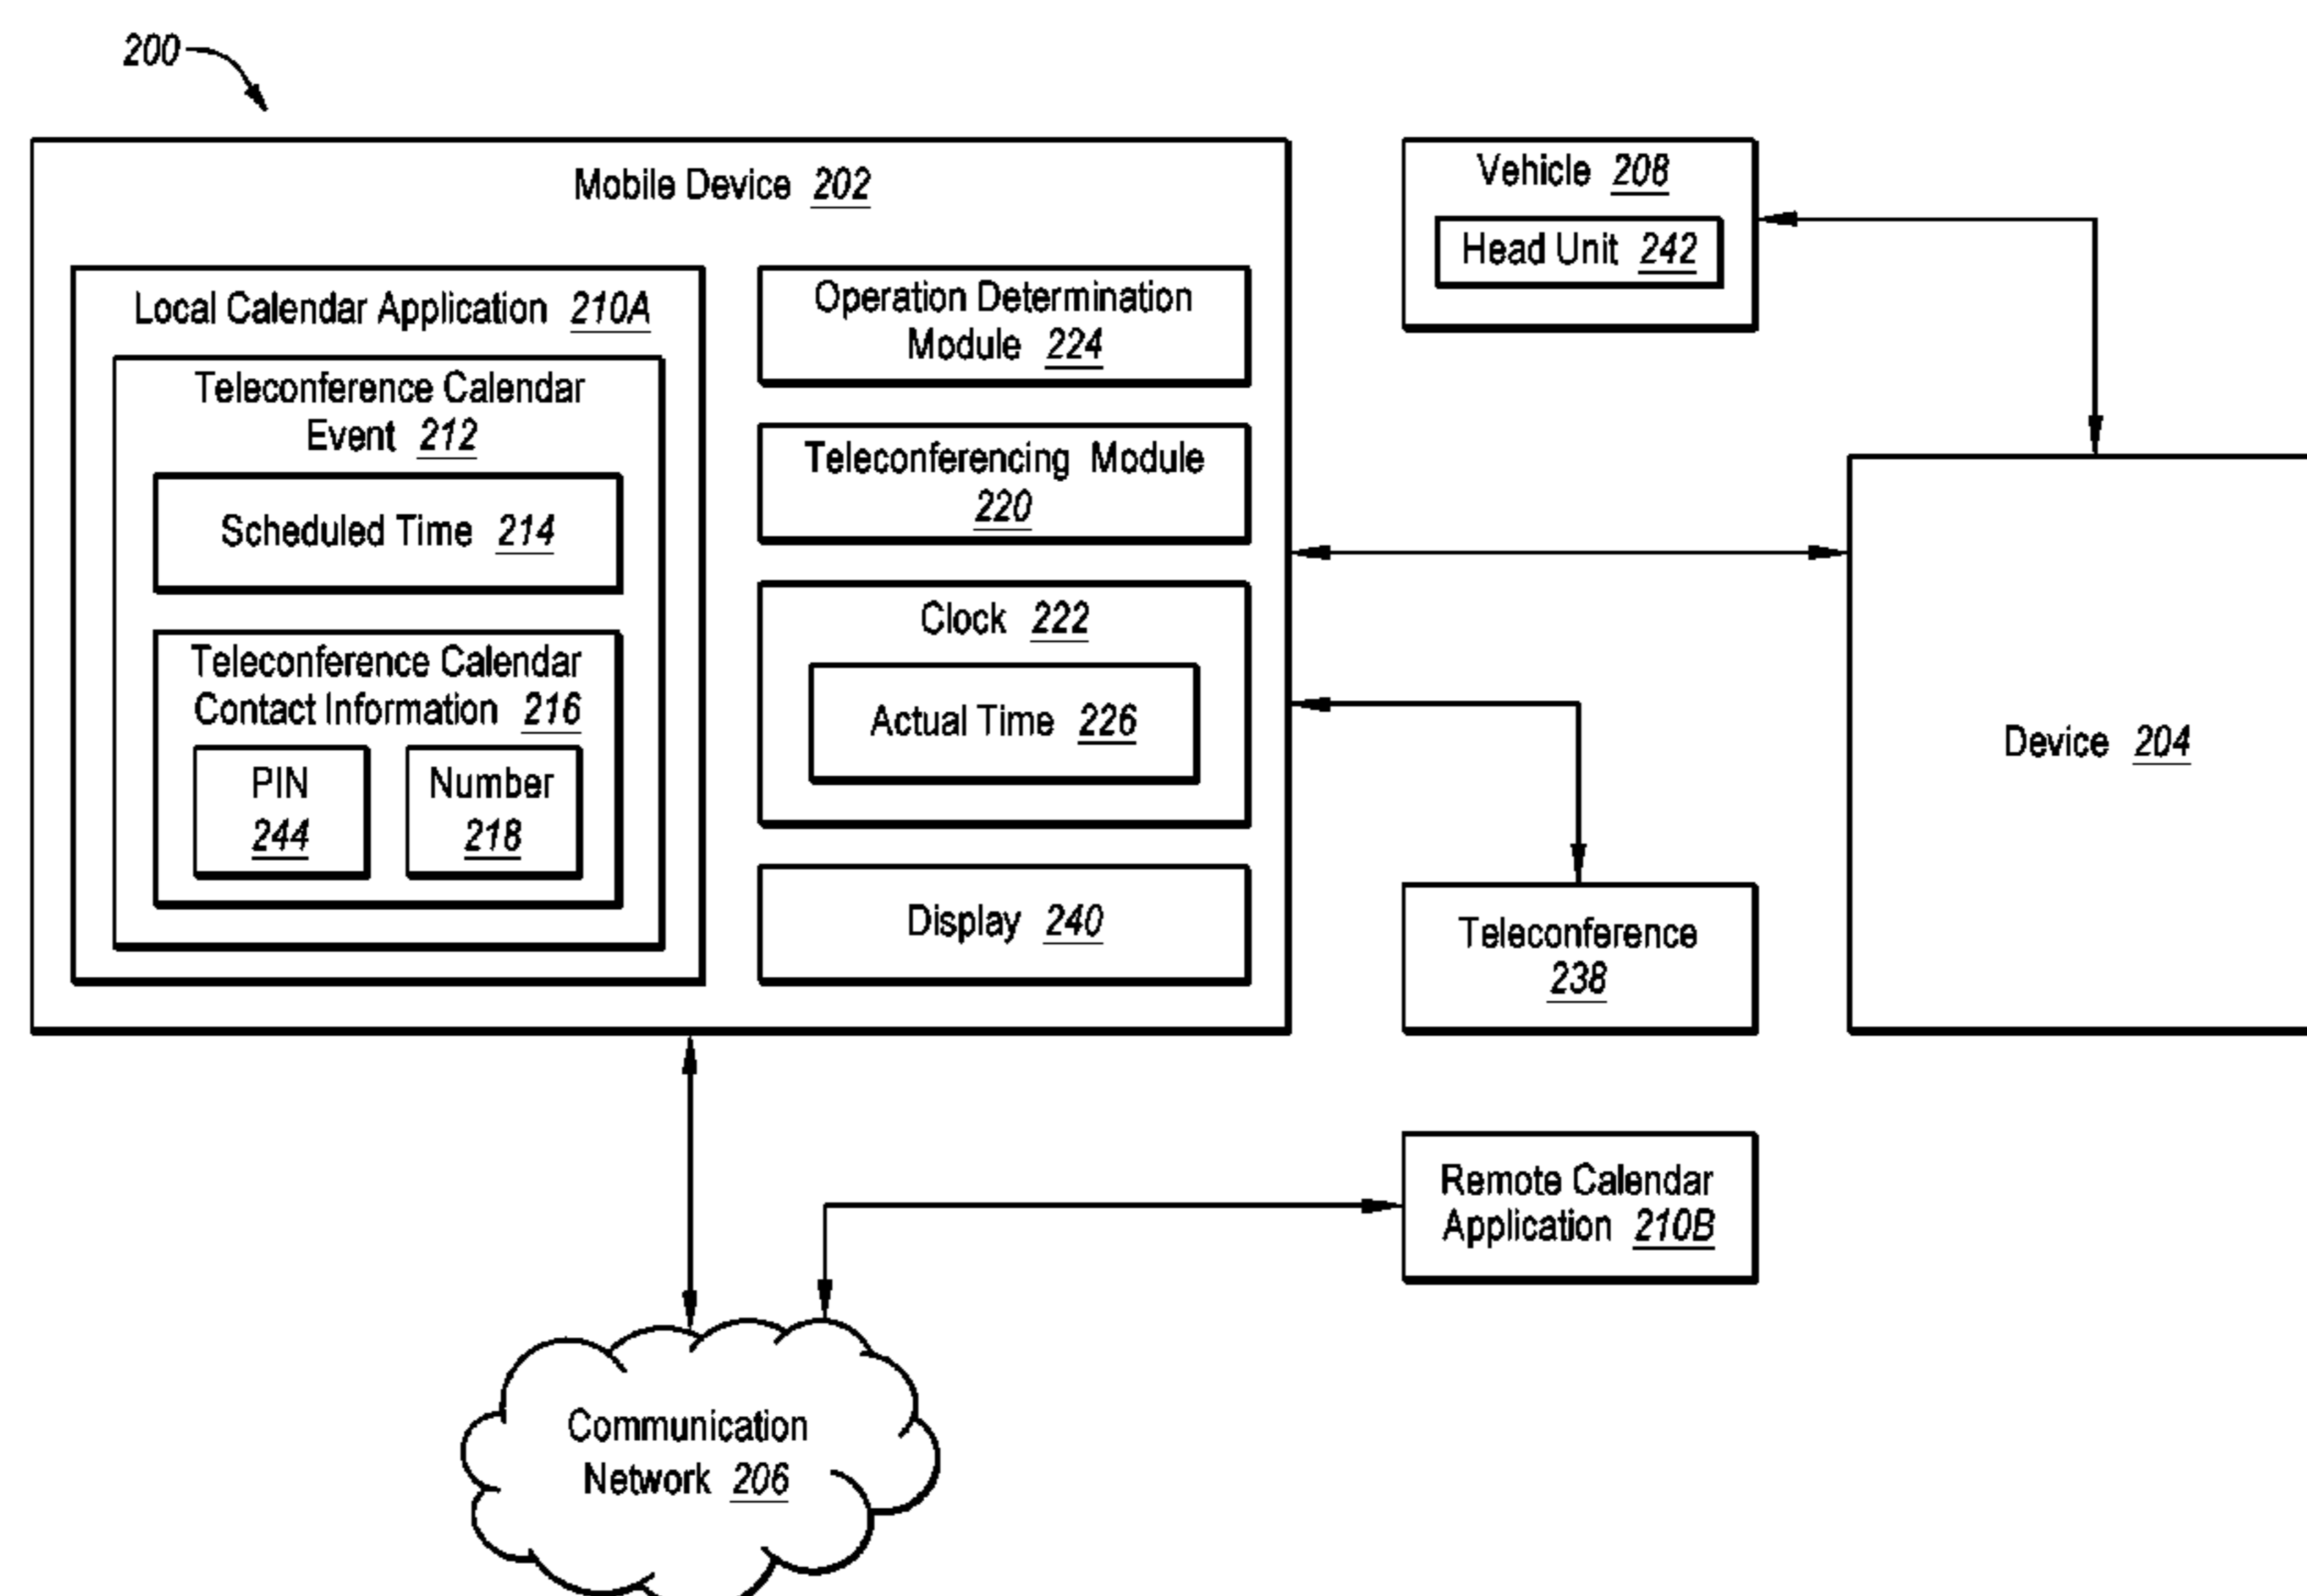 200
Mobile Device 202
Local Calendar Application 210A
Teleconference Calendar
Event 212
Scheduled Time 214
Teleconference Calendar
Contact Information 216
PIN
244
Number
218
Operation Determination
Module 224
Teleconferencing Module
220
Clock 222
Actual Time 226
Display 240
Vehicle 208
Head Unit 242
Device 204
Teleconference
238
Remote Calendar
Application 210B
Communication
Network 206